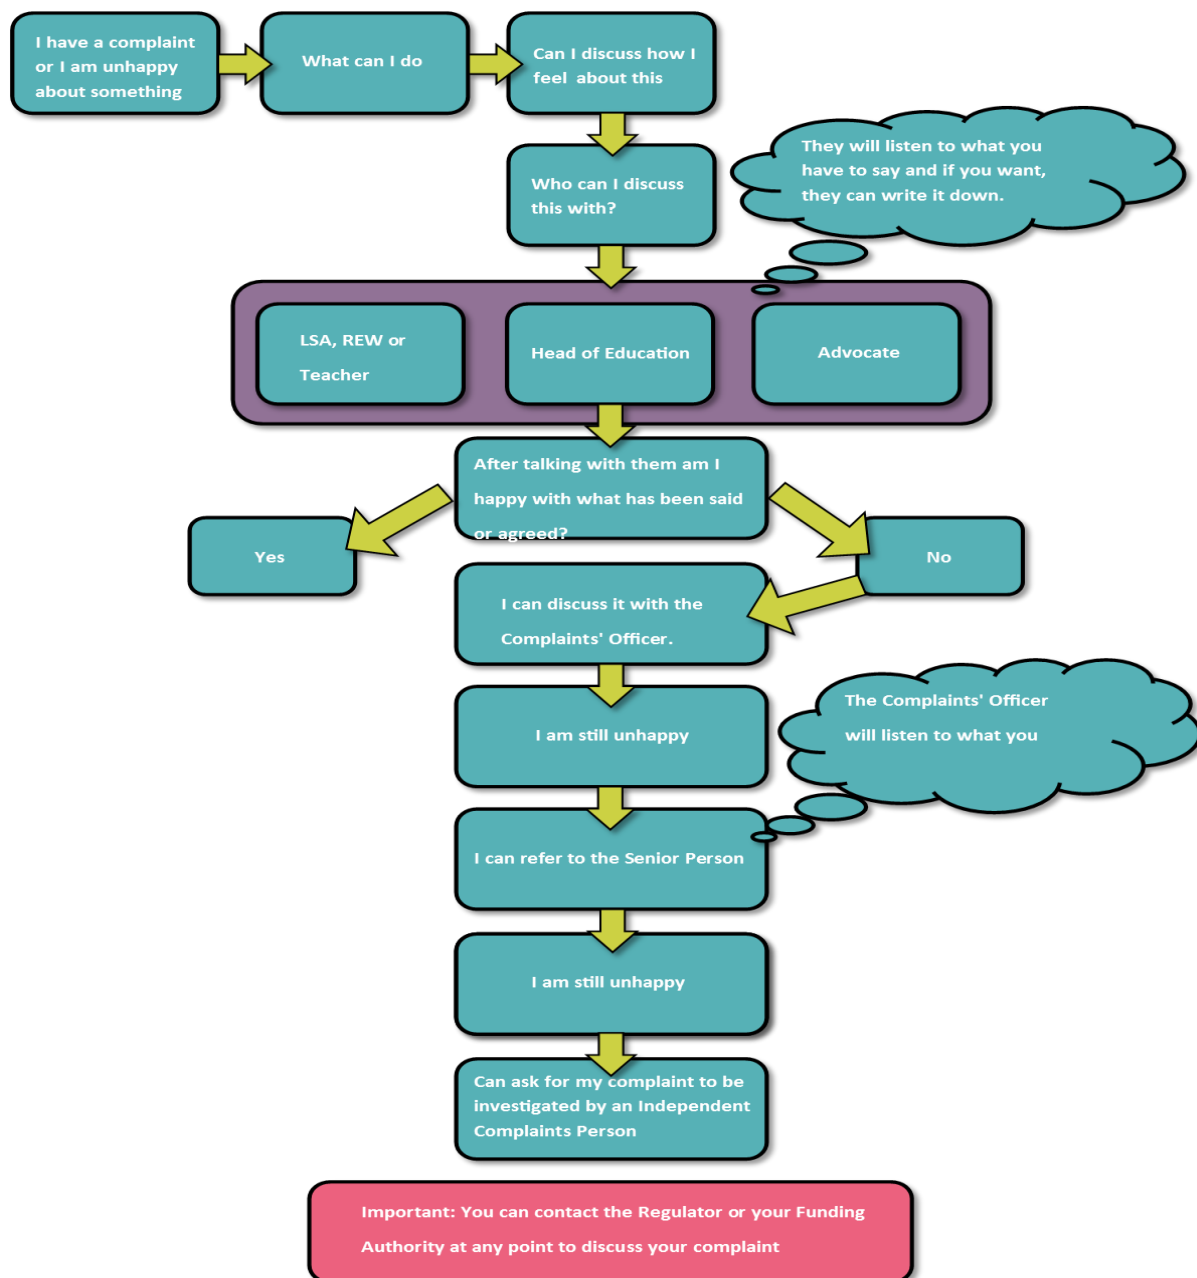 I have a complaint
or I am unhappy
about something
What can I do
Can I discuss how I
feel about this
Who can I discuss
this with?
They will listen to what you
have to say and if you want,
they can write it down.
LSA, REW or
Teacher
Head of Education
Advocate
After talking with them am I
happy with what has been said
or agreed?
Yes
No
I can discuss it with the
Complaints' Officer.
I am still unhappy
The Complaints' Officer
will listen to what you
I can refer to the Senior Person
I am still unhappy
Can ask for my complaint to be
investigated by an Independent
Complaints Person
Important: You can contact the Regulator or your Funding
Authority at any point to discuss your complaint